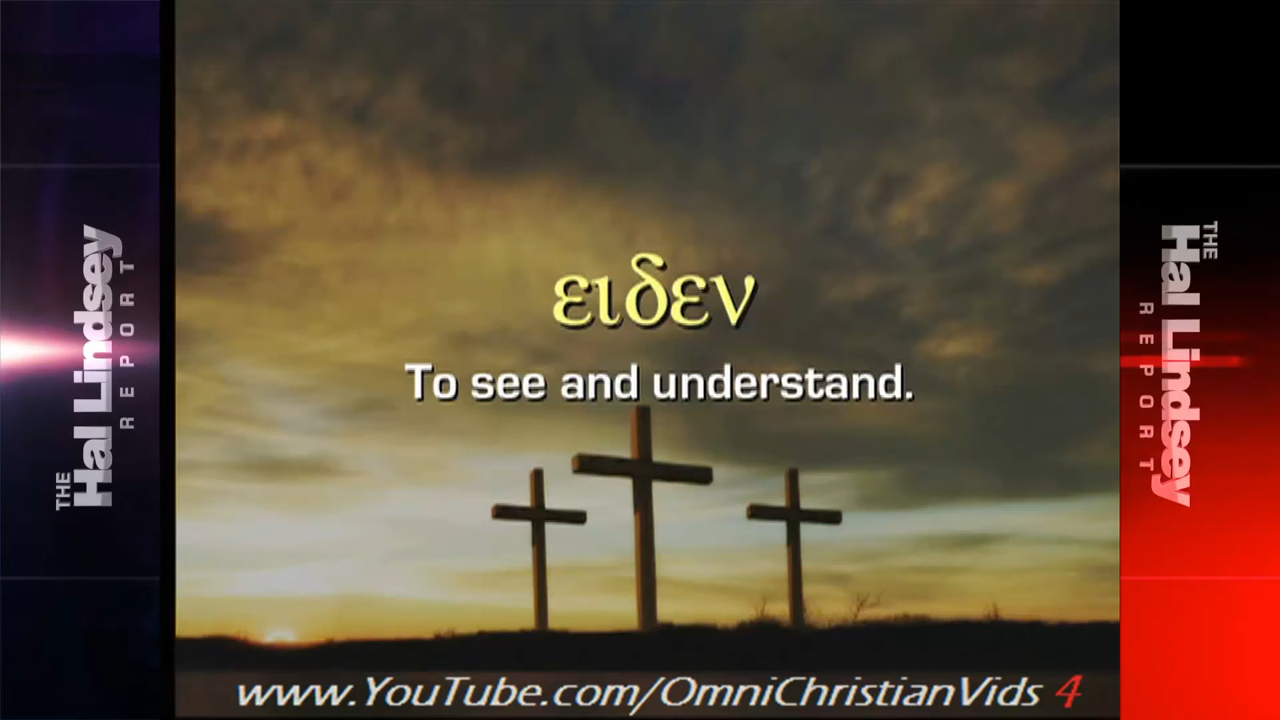 THE
Hal Lindsey
REPORT
ειδεν
To see and understand.
www.YouTube.com/OmniChristianVids 4
THE
Hal Lindsey
REPORT